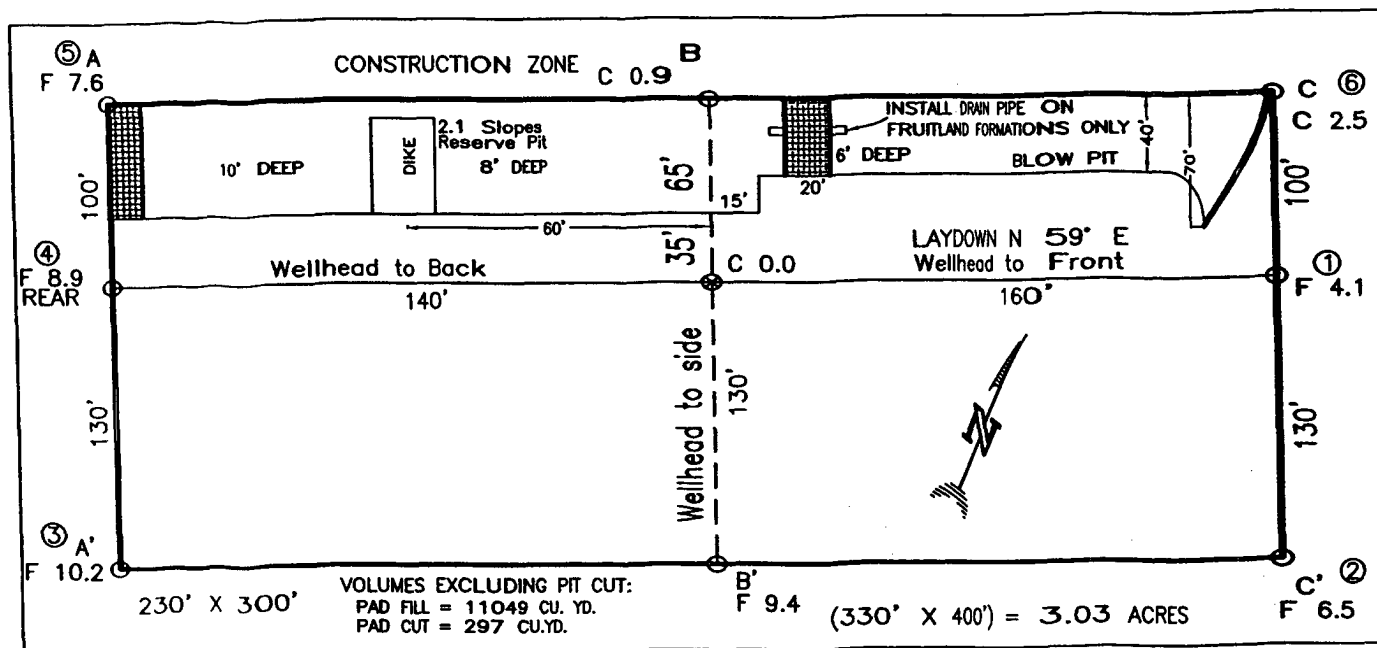 ⑤ A
F 7.6
CONSTRUCTION ZONE
C 0.9
B
C ⑥
C 2.5
INSTALL DRAIN PIPE ON
FRUITLAND FORMATIONS ONLY
2.1 Slopes
Reserve Pit
10' DEEP
DIKE
8' DEEP
6' DEEP
BLOW PIT
40'
70'
100'
65'
100'
15'
20'
60'
35'
④
F 8.9
REAR
Wellhead to Back
140'
C 0.0
LAYDOWN N 59° E
Wellhead to Front
160'
①
F 4.1
130'
Wellhead to side
130'
N
130'
③ A'
F 10.2
230' X 300'
VOLUMES EXCLUDING PIT CUT:
PAD FILL = 11049 CU. YD.
PAD CUT = 297 CU.YD.
B'
F 9.4
(330' X 400') = 3.03 ACRES
C' ②
F 6.5